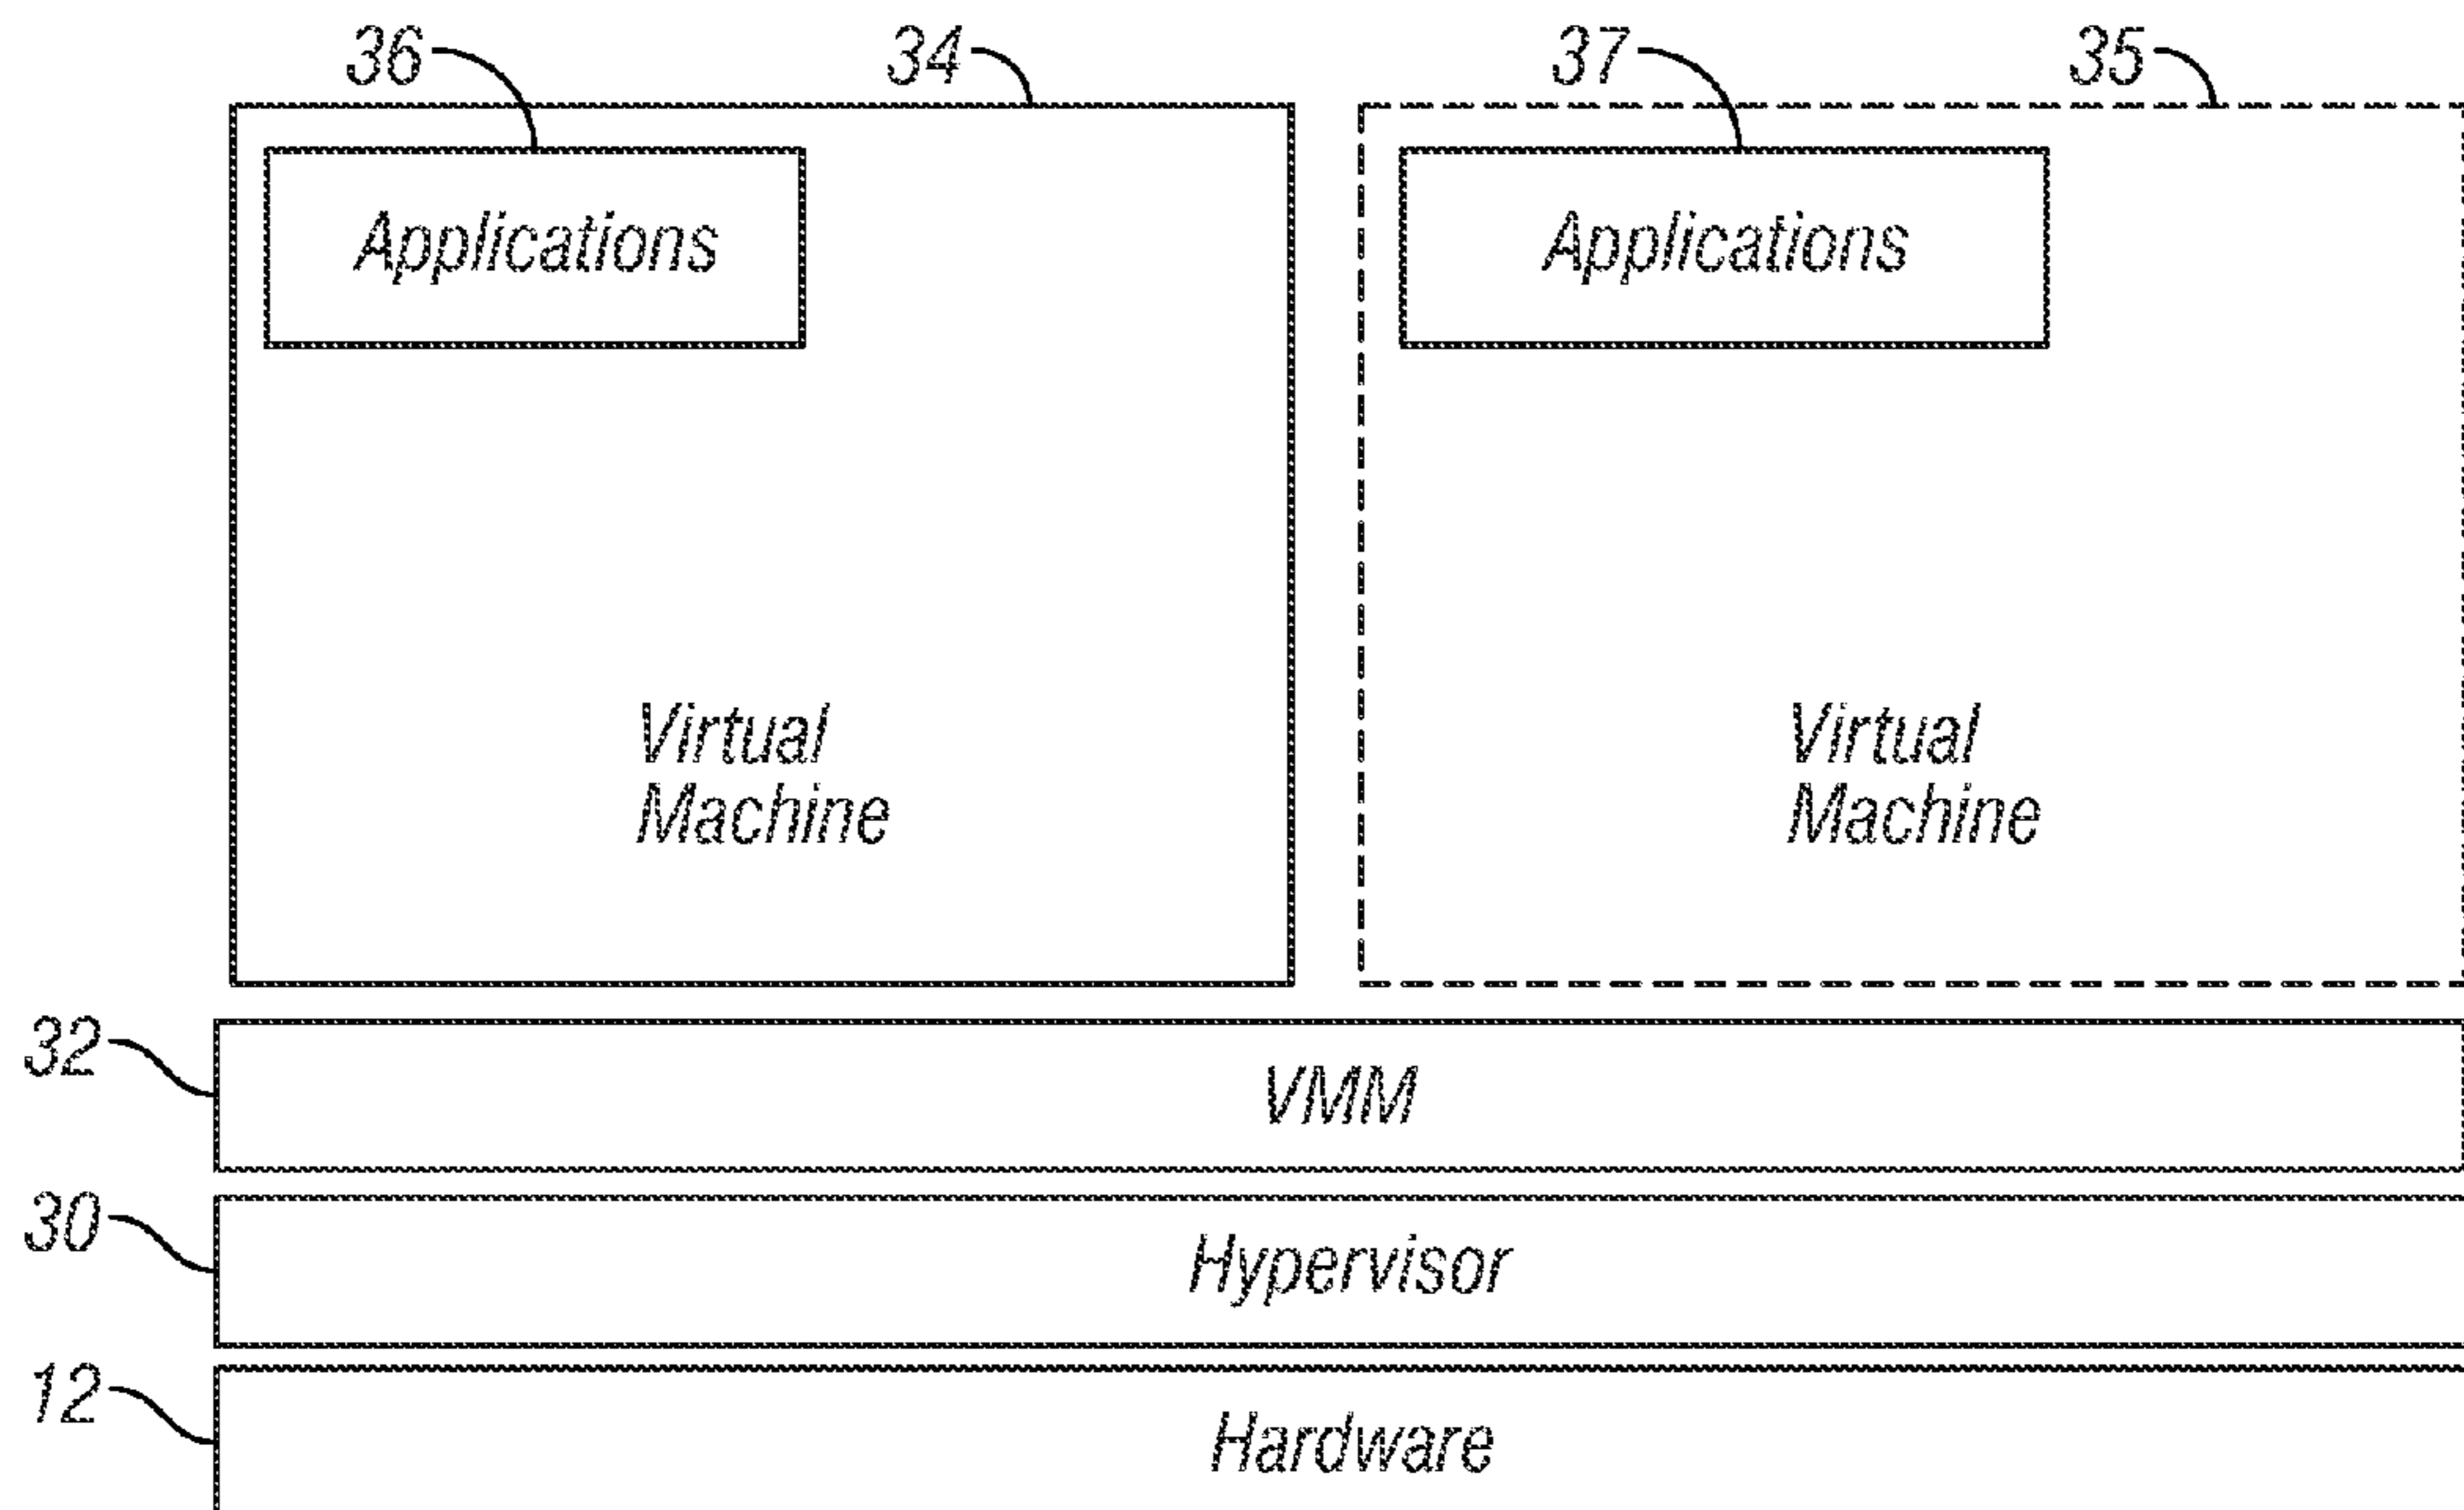 36
34
37
35
Applications
Applications
Virtual
Machine
Virtual
Machine
32
VMM
30
Hypervisor
12
Hardware